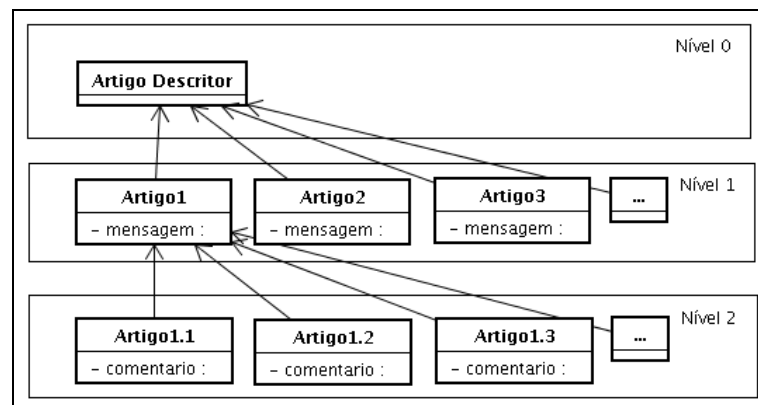 Nível 0
Artigo Descritor
Nível 1
Artigo1
Artigo2
Artigo3
...
– mensagem :
– mensagem :
– mensagem :
Nível 2
Artigo1.1
Artigo1.2
Artigo1.3
...
– comentario :
– comentario :
– comentario :